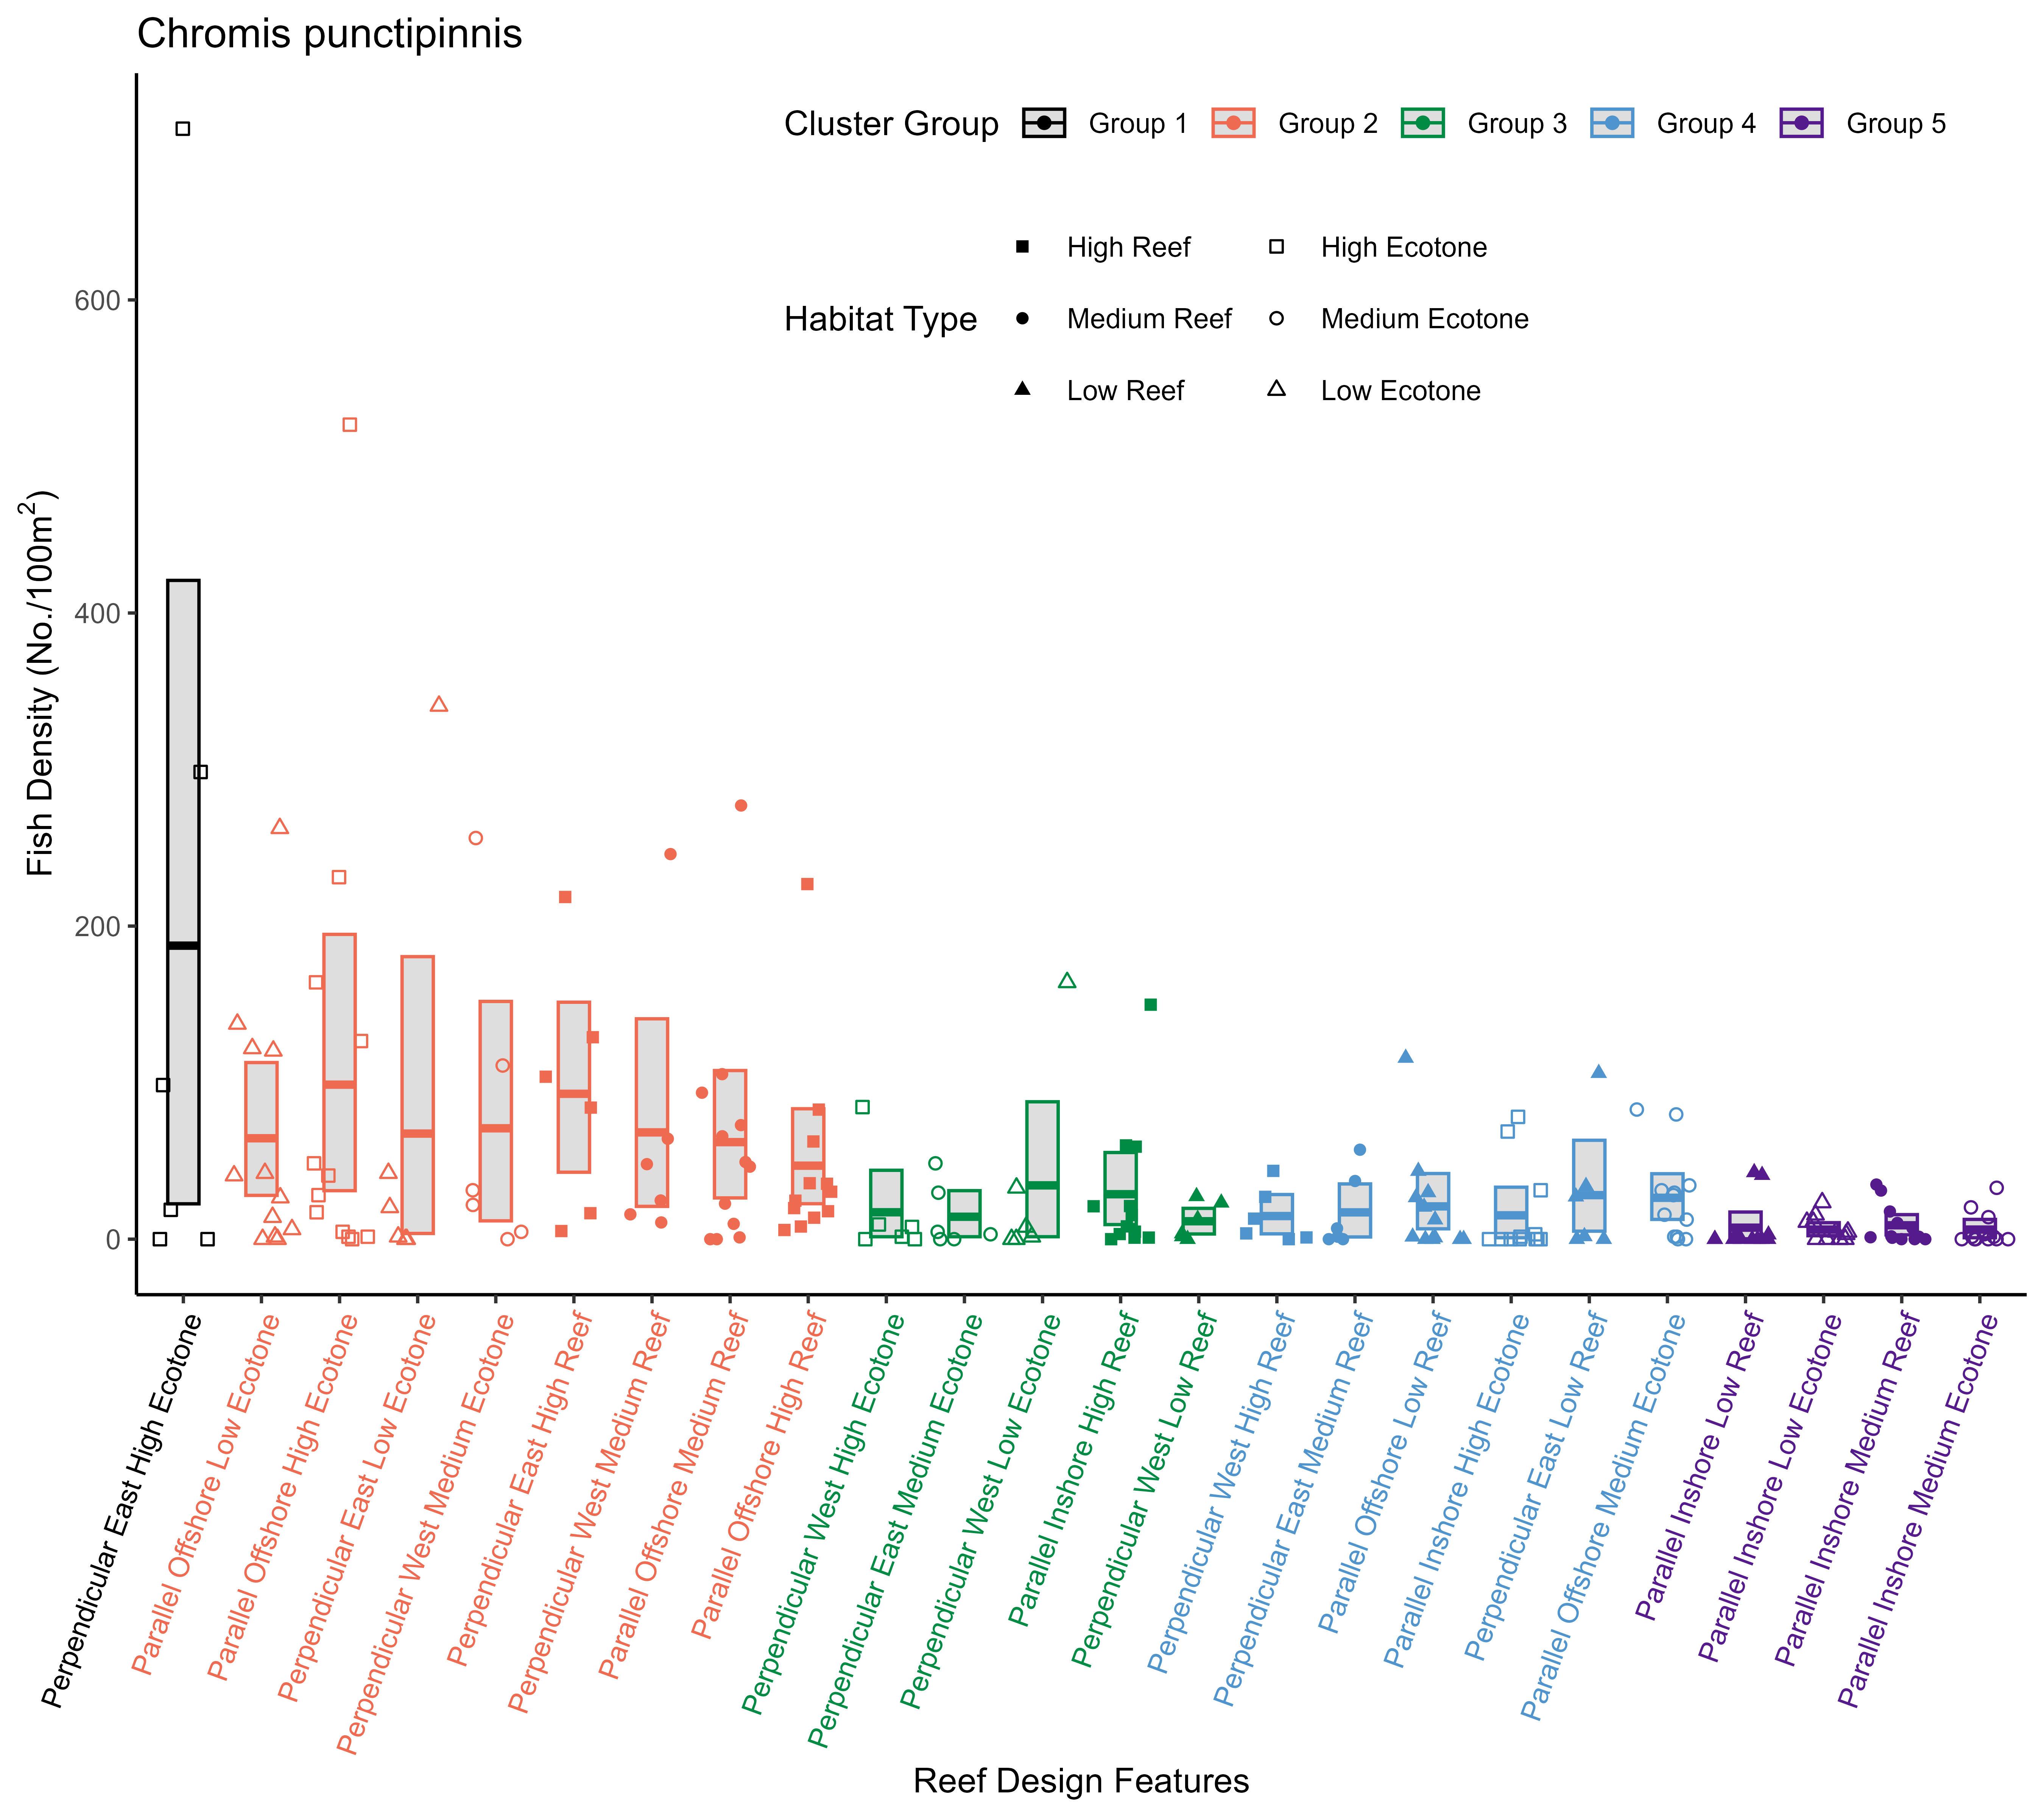 Chromis punctipinnis
Cluster Group Group 1 Group 2 Group 3 Group 4 Group 5
High Reef High Ecotone
Habitat Type Medium Reef Medium Ecotone
Low Reef Low Ecotone
Fish Density (No./100m²)
600
400
200
0
Perpendicular East High Ecotone
Parallel Offshore Low Ecotone
Parallel Offshore High Ecotone
Perpendicular East Low Ecotone
Perpendicular West Medium Ecotone
Perpendicular East High Reef
Perpendicular West Medium Reef
Parallel Offshore Medium Reef
Parallel Offshore High Reef
Perpendicular West High Ecotone
Perpendicular East Medium Ecotone
Perpendicular West Low Ecotone
Parallel Inshore High Reef
Perpendicular West Low Reef
Perpendicular West High Reef
Perpendicular East Medium Reef
Parallel Offshore Low Reef
Parallel Inshore High Ecotone
Perpendicular East Low Reef
Parallel Offshore Medium Ecotone
Parallel Inshore Low Reef
Parallel Inshore Low Ecotone
Parallel Inshore Medium Reef
Parallel Inshore Medium Ecotone
Reef Design Features